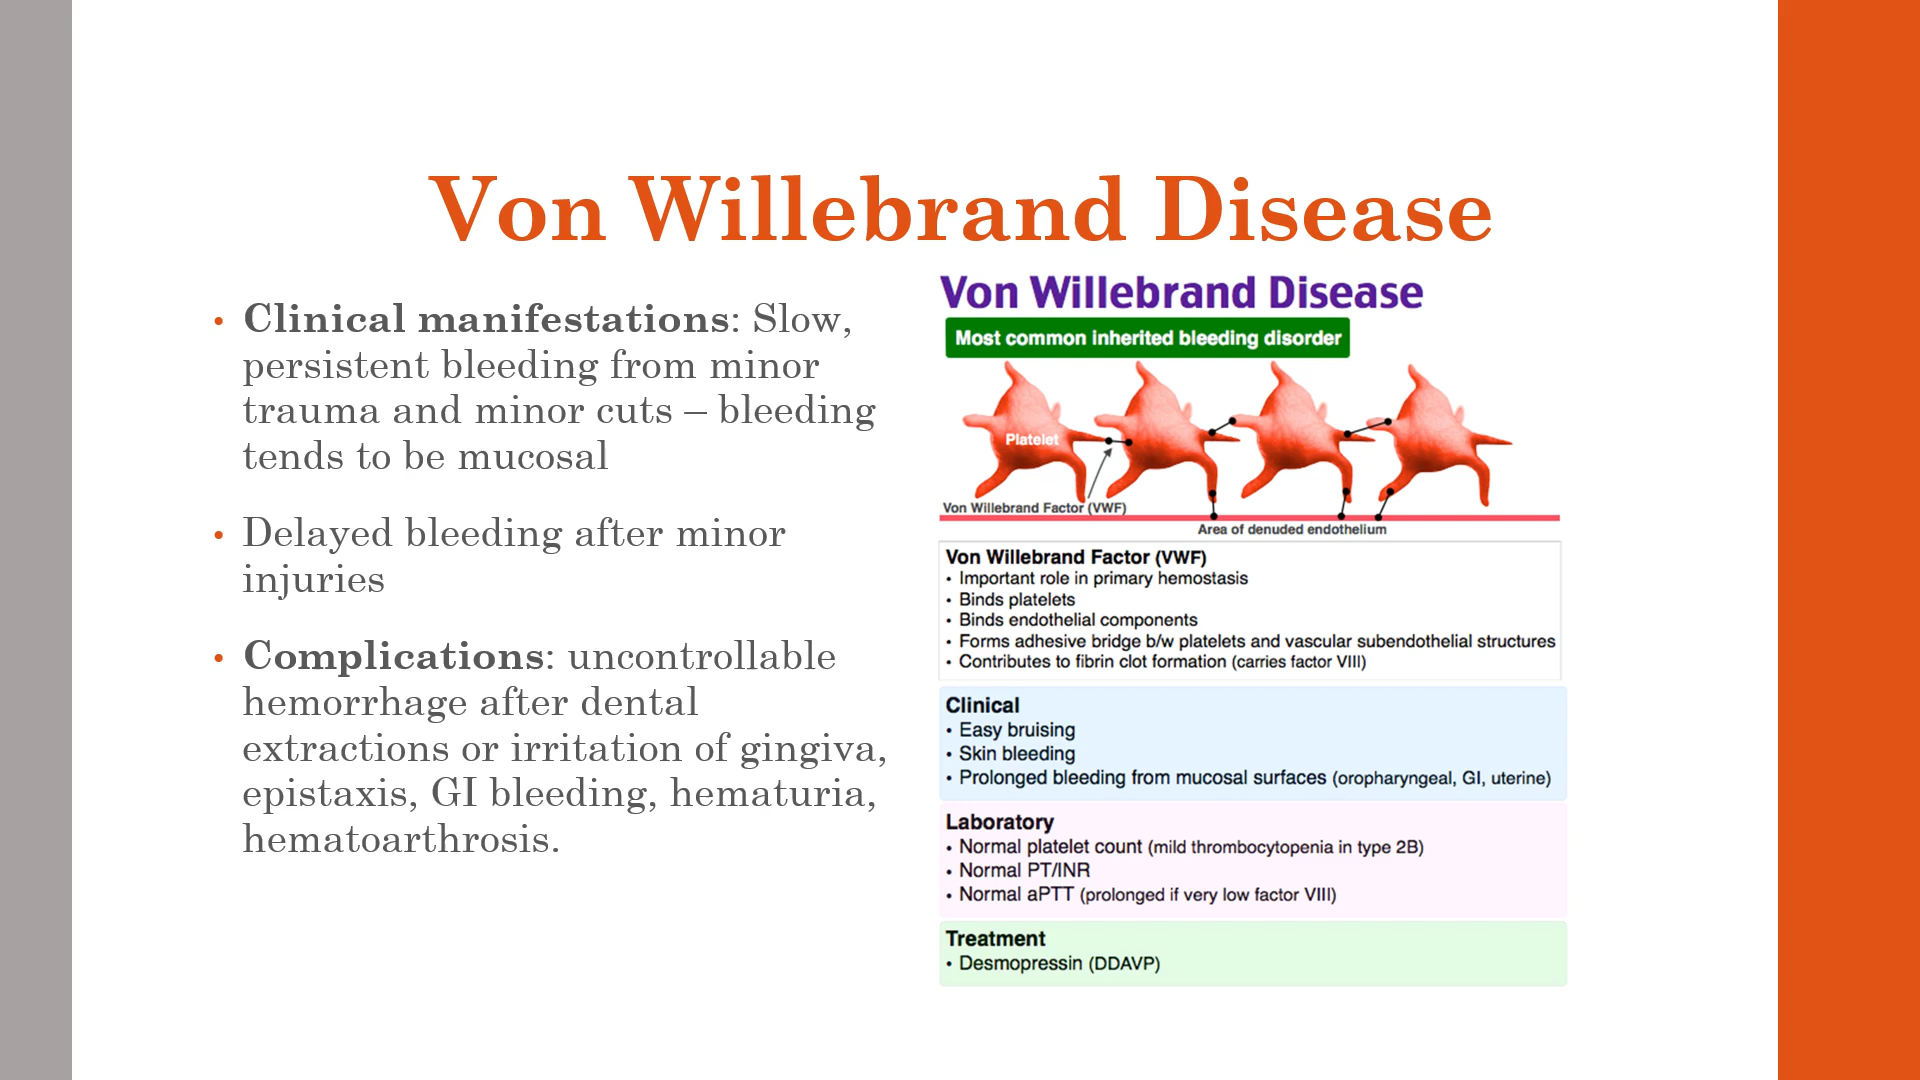 Von Willebrand Disease
• Clinical manifestations: Slow,
persistent bleeding from minor
trauma and minor cuts – bleeding
tends to be mucosal
• Delayed bleeding after minor
injuries
• Complications: uncontrollable
hemorrhage after dental
extractions or irritation of gingiva,
epistaxis, GI bleeding, hematuria,
hematoarthrosis.
Von Willebrand Disease
Most common inherited bleeding disorder
Platelet
Von Willebrand Factor (VWF)
Area of denuded endothelium
Von Willebrand Factor (VWF)
• Important role in primary hemostasis
• Binds platelets
• Binds endothelial components
• Forms adhesive bridge b/w platelets and vascular subendothelial structures
• Contributes to fibrin clot formation (carries factor VIII)
Clinical
• Easy bruising
• Skin bleeding
• Prolonged bleeding from mucosal surfaces (oropharyngeal, GI, uterine)
Laboratory
• Normal platelet count (mild thrombocytopenia in type 2B)
• Normal PT/INR
• Normal aPTT (prolonged if very low factor VIII)
Treatment
• Desmopressin (DDAVP)